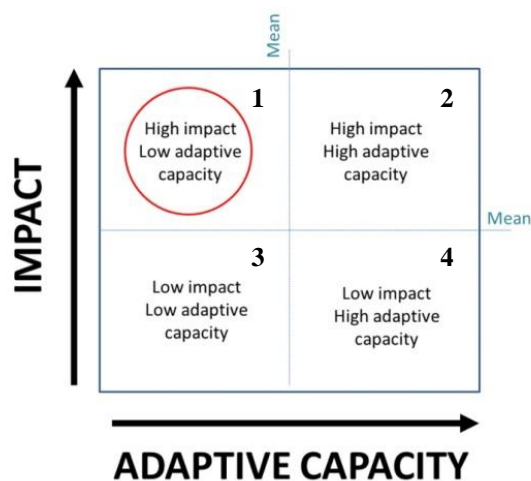 Mean
1
High impact
Low adaptive
capacity
2
High impact
High adaptive
capacity
IMPACT
Mean
3
Low impact
Low adaptive
capacity
4
Low impact
High adaptive
capacity
ADAPTIVE CAPACITY